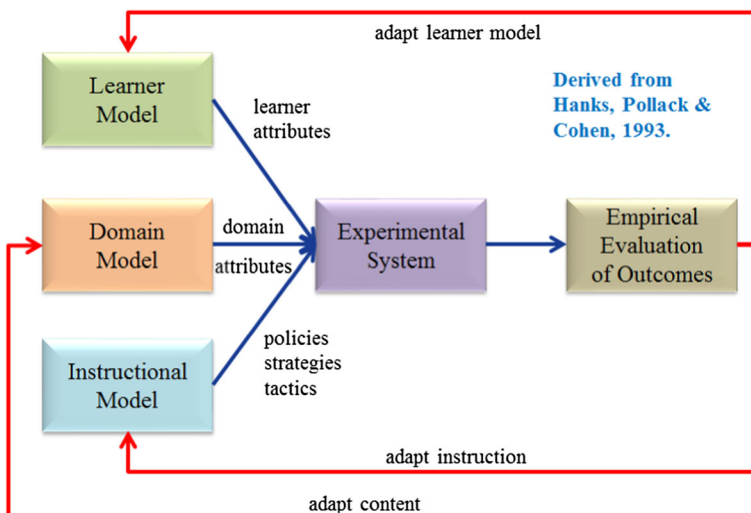 adapt learner model
Learner
Model
learner
attributes
Derived from
Hanks, Pollack &
Cohen, 1993.
Domain
Model
domain
attributes
Experimental
System
Empirical
Evaluation
of Outcomes
Instructional
Model
policies
strategies
tactics
adapt instruction
adapt content